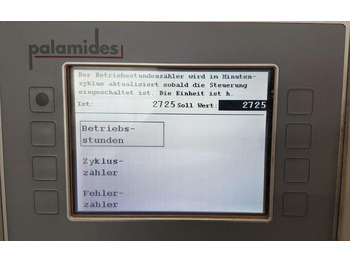 palamides
Der Betriebsstundenzähler wird im Minuten-
zyklus aktualisiert sobald die Steuerung
eingeschaltet ist. Die Einheit ist h.
Ist: 2725 Soll Wert: 2725
Betriebs-
stunden
Zyklus-
zähler
Fehler-
zähler